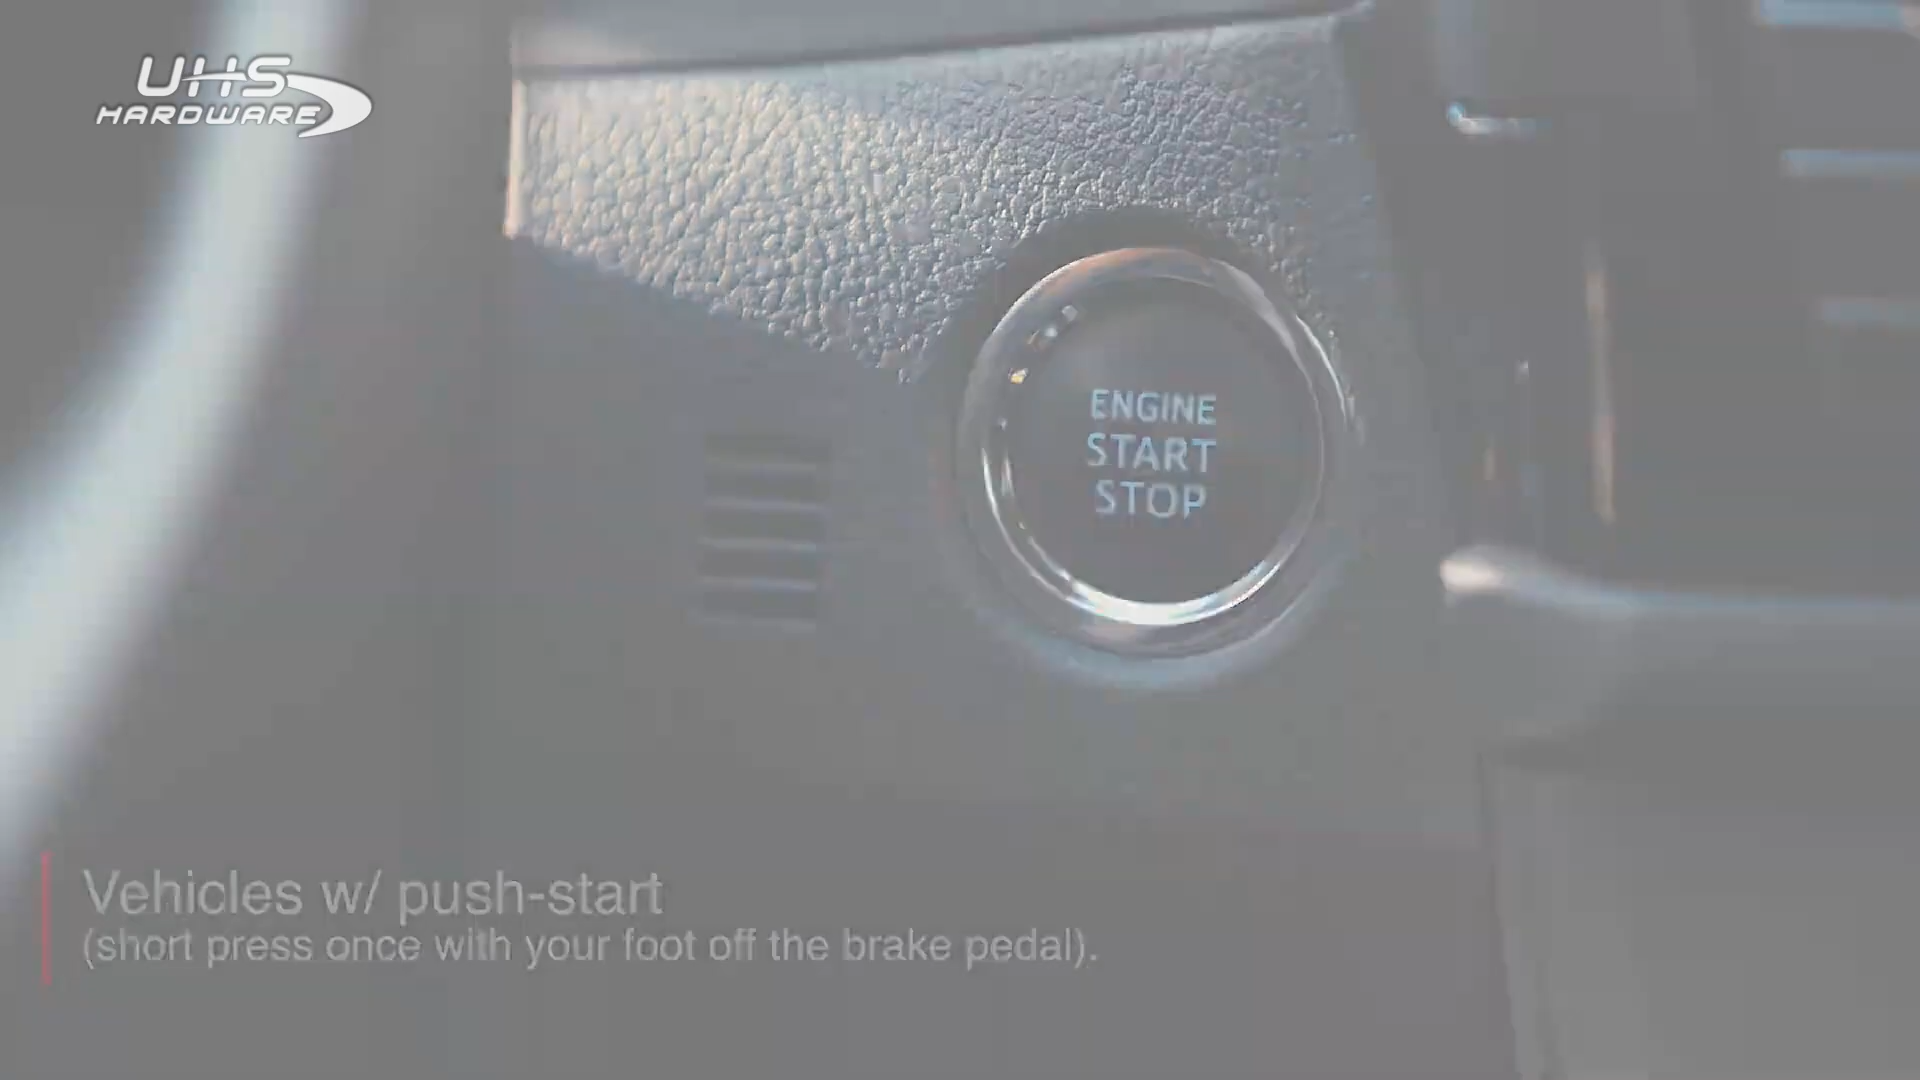 UHS
HARDWARE
ENGINE
START
STOP
Vehicles w/ push-start
(short press once with your foot off the brake pedal).